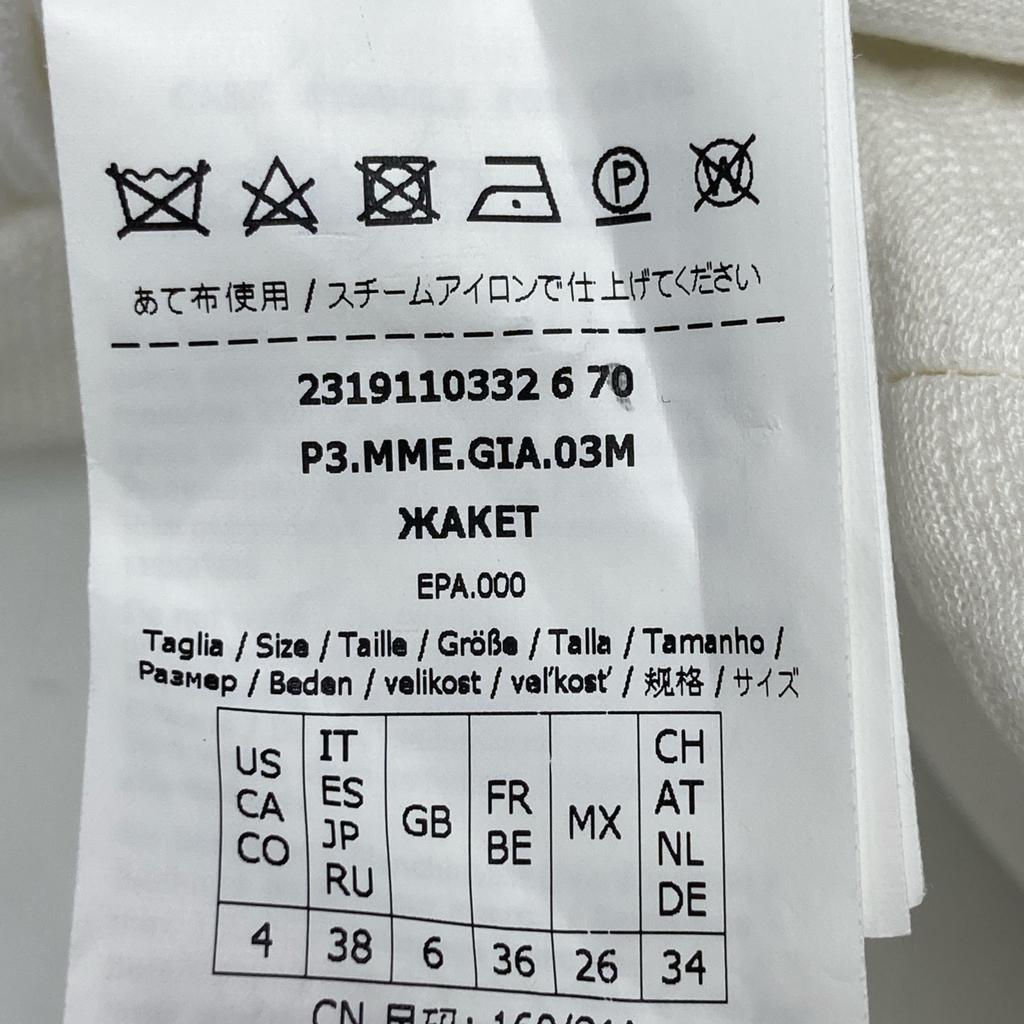 P
W
あて布使用 / スチームアイロンで仕上げてください
2319110332 6 70
P3.MME.GIA.03M
ЖАКЕТ
EPA.000
Taglia / Size / Taille / Größe / Talla / Tamanho /
Размер / Beden / velikost / veľkosť / 规格 / サイズ
US CA CO
IT ES JP RU
GB
FR BE
MX
CH AT NL DE
4 38 6 36 26 34
CN